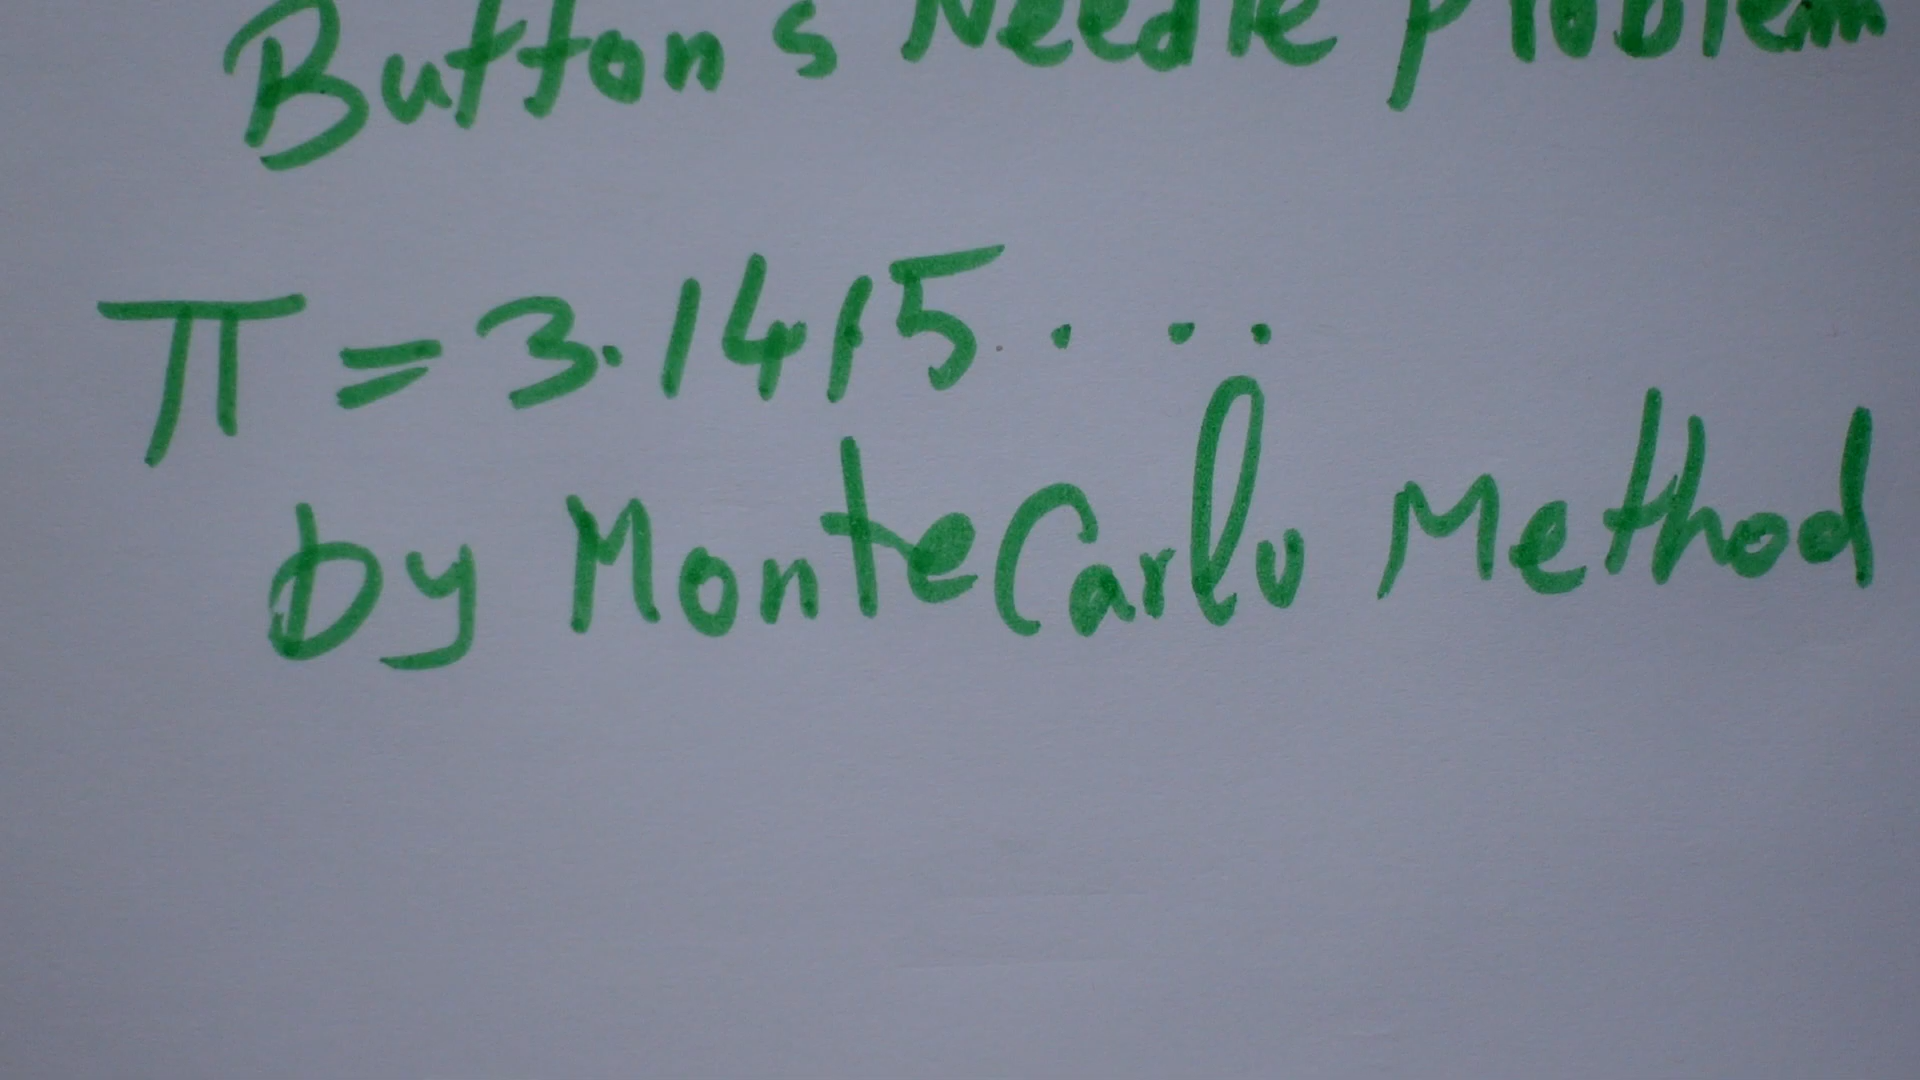 Buffon s Needle Problem
π = 3.1415. . . .
by MonteCarlo Method